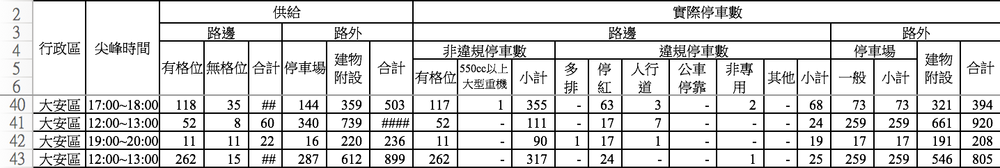 2 供給 實際停車數
3 路邊 路外 路邊 路外
4 行政區 尖峰時間 非違規停車數 違規停車數 停車場
5 有格位 無格位 合計 停車場 建物附設 合計 有格位 550cc以上大型重機 小計 多排 停紅 人行道 公車停靠 非專用 其他 小計 一般 小計 建物附設 合計
6
40 大安區 17:00~18:00 118 35 ## 144 359 503 117 1 355 - 63 3 - 2 - 68 73 73 321 394
41 大安區 12:00~13:00 52 8 60 340 739 #### 52 - 111 - 17 7 - - - 24 259 259 661 920
42 大安區 19:00~20:00 11 11 22 16 220 236 11 - 90 1 17 1 - - - 19 17 17 191 208
43 大安區 12:00~13:00 262 15 ## 287 612 899 262 - 317 - 24 - - 1 - 25 259 259 546 805